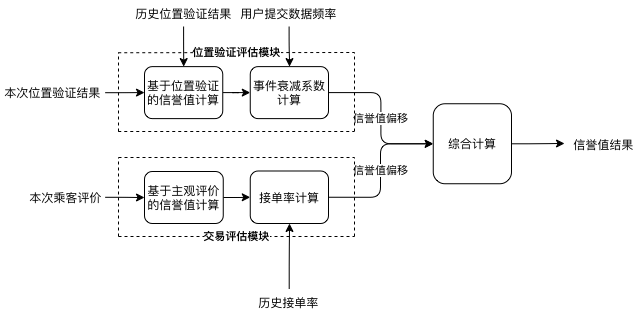 历史位置验证结果 用户提交数据频率
位置验证评估模块
本次位置验证结果
基于位置验证
的信誉值计算
事件衰减系数
计算
信誉值偏移
综合计算
信誉值结果
信誉值偏移
本次乘客评价
基于主观评价
的信誉值计算
接单率计算
交易评估模块
历史接单率